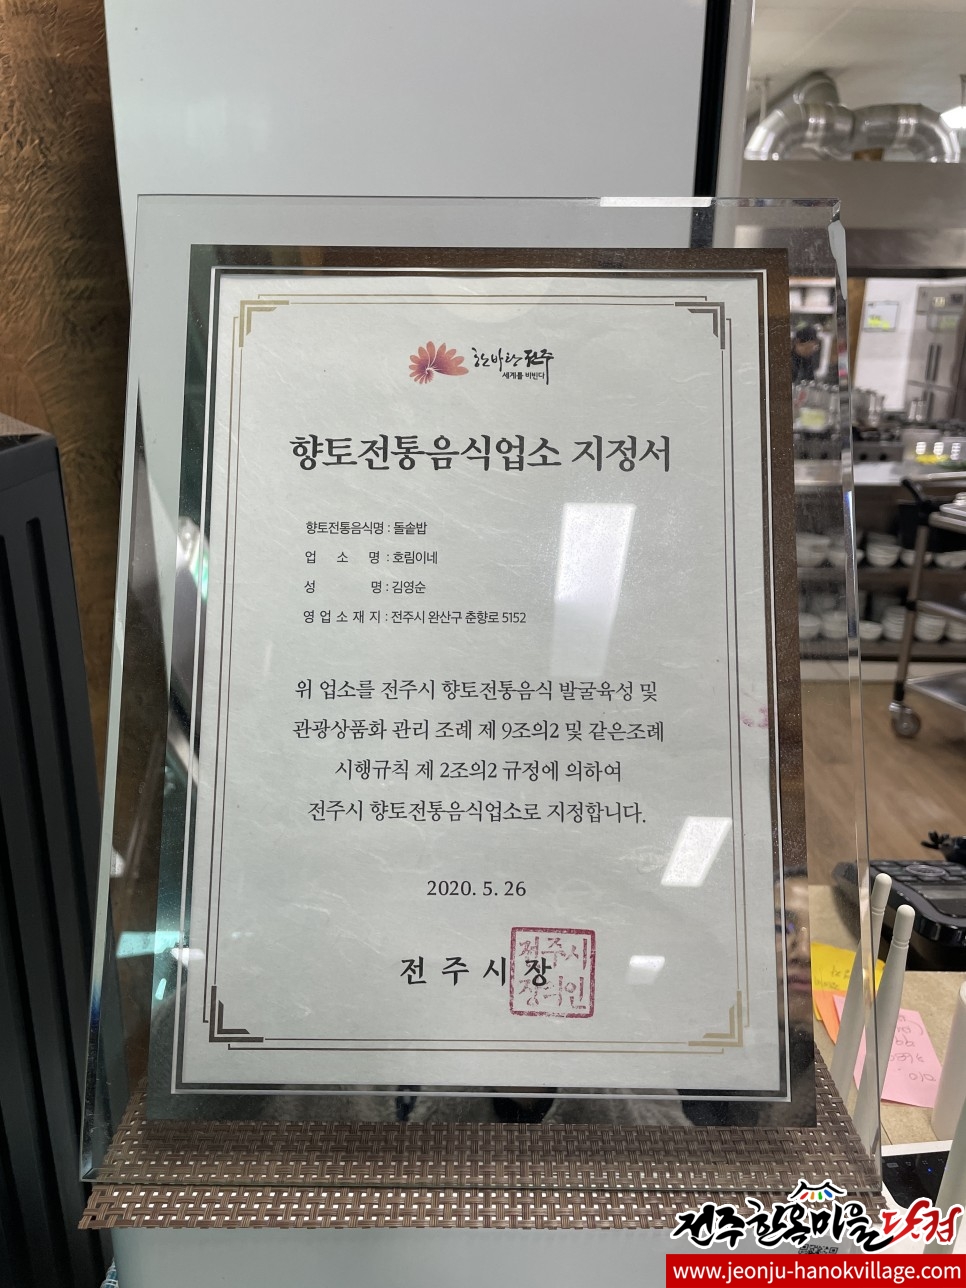 한바탕 전주
세계를 비빈다
향토전통음식업소 지정서
향토전통음식명 : 돌솥밥
업 소 명 : 호림이네
성 명 : 김영순
영 업 소 재 지 : 전주시 완산구 춘향로 5152
위 업소를 전주시 향토전통음식 발굴육성 및
관광상품화 관리 조례 제 9조의2 및 같은조례
시행규칙 제 2조의2 규정에 의하여
전주시 향토전통음식업소로 지정합니다.
2020. 5. 26
전 주 시 장
전주시
장의인
전주한옥마을닷컴
www.jeonju-hanokvillage.com